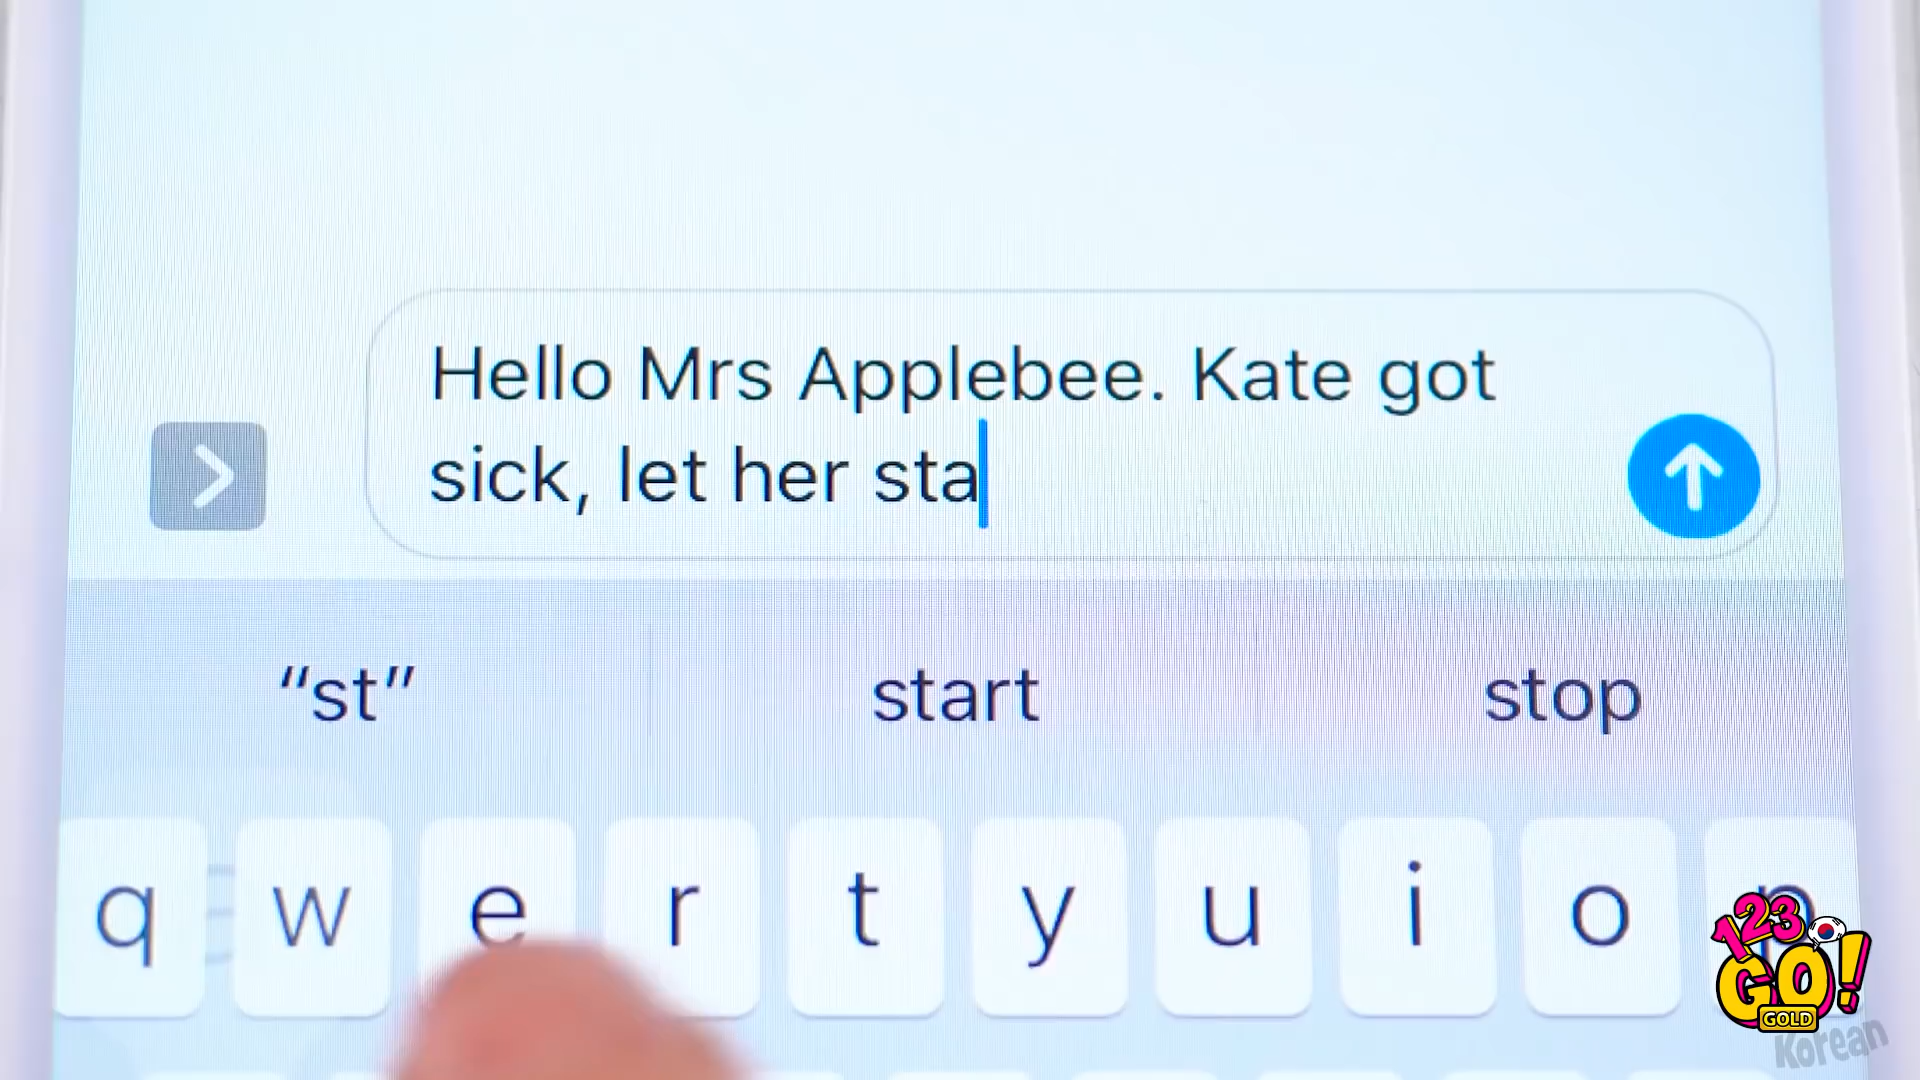 Hello Mrs Applebee. Kate got
sick, let her sta
“st” start stop
q w e r t y u i o p
123
GO!
GOLD
Korean